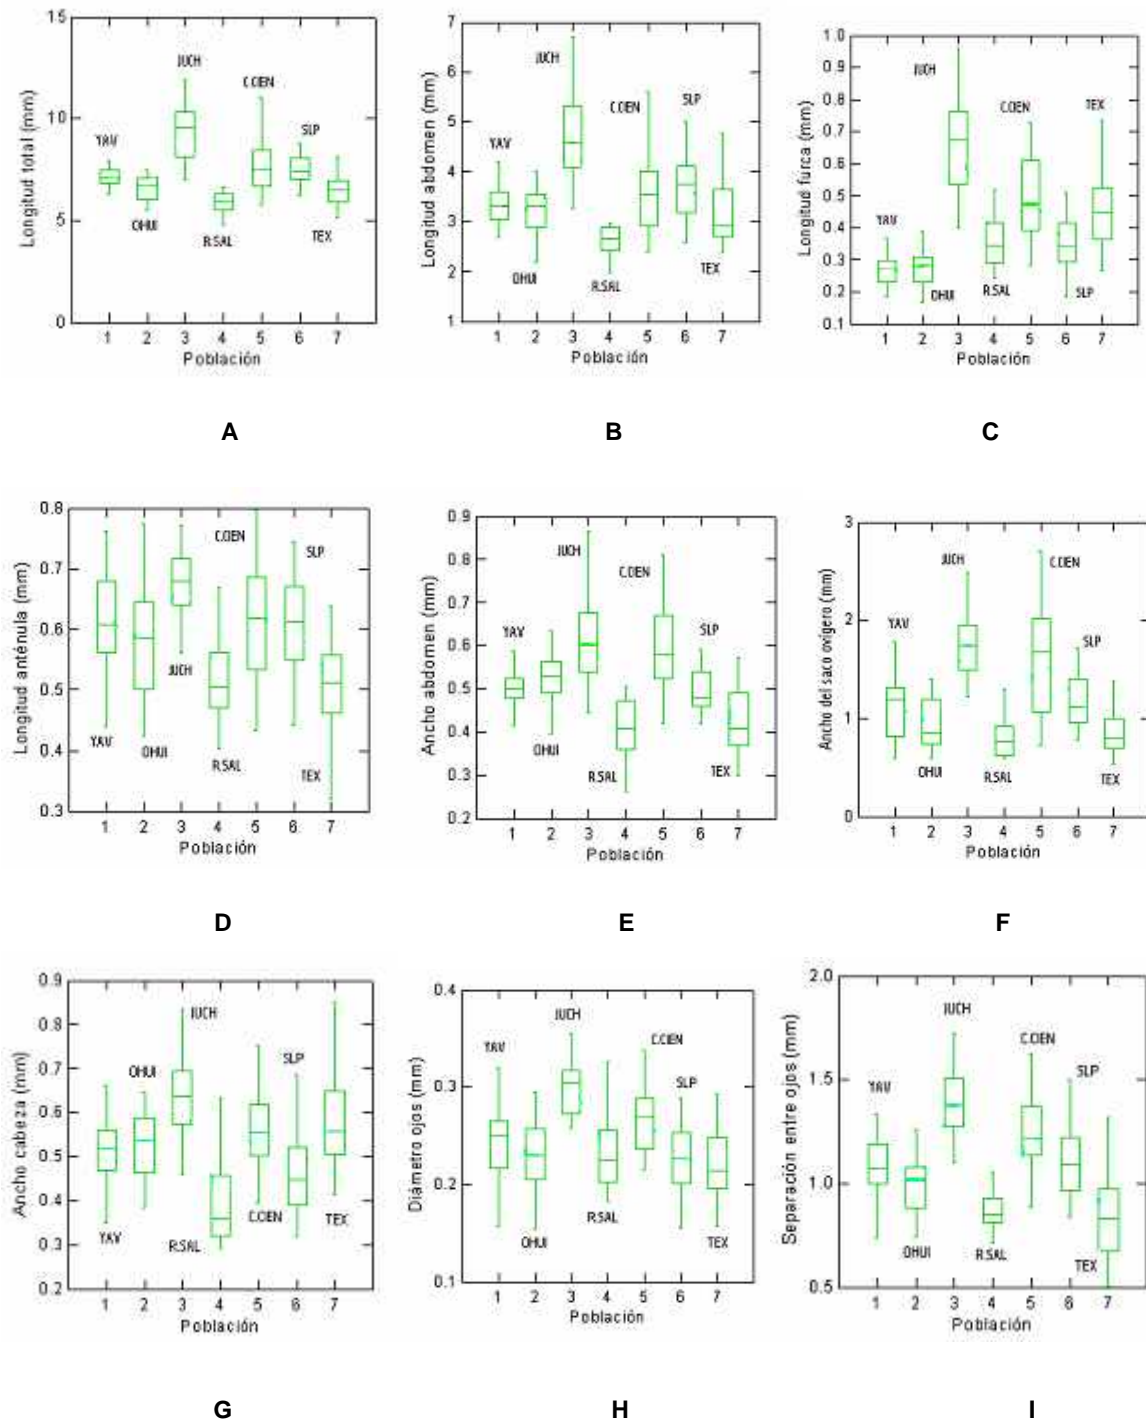 15
10
5
0
Longitud total (mm)
YAV
OHUI
JUCH
R.SAL
C.CIEN
SLP
TEX
1 2 3 4 5 6 7
Población
7
6
5
4
3
2
1
Longitud abdomen (mm)
YAV
OHUI
JUCH
R.SAL
C.CIEN
SLP
TEX
1 2 3 4 5 6 7
Población
1.0
0.9
0.8
0.7
0.6
0.5
0.4
0.3
0.2
0.1
Longitud furca (mm)
YAV
OHUI
JUCH
R.SAL
C.CIEN
SLP
TEX
1 2 3 4 5 6 7
Población
A B C
0.8
0.7
0.6
0.5
0.4
0.3
Longitud anténula (mm)
YAV
OHUI
JUCH
R.SAL
C.CIEN
SLP
TEX
1 2 3 4 5 6 7
Población
0.9
0.8
0.7
0.6
0.5
0.4
0.3
0.2
Ancho abdomen (mm)
YAV
OHUI
JUCH
R.SAL
C.CIEN
SLP
TEX
1 2 3 4 5 6 7
Población
3
2
1
0
Ancho del saco ovígero (mm)
YAV
OHUI
JUCH
R.SAL
C.CIEN
SLP
TEX
1 2 3 4 5 6 7
Población
D E F
0.9
0.8
0.7
0.6
0.5
0.4
0.3
0.2
Ancho cabeza (mm)
YAV
OHUI
JUCH
R.SAL
C.CIEN
SLP
TEX
1 2 3 4 5 6 7
Población
0.4
0.3
0.2
0.1
Diámetro ojos (mm)
YAV
OHUI
JUCH
R.SAL
C.CIEN
SLP
TEX
1 2 3 4 5 6 7
Población
2.0
1.5
1.0
0.5
Separación entre ojos (mm)
YAV
OHUI
JUCH
R.SAL
C.CIEN
SLP
TEX
1 2 3 4 5 6 7
Población
G H I